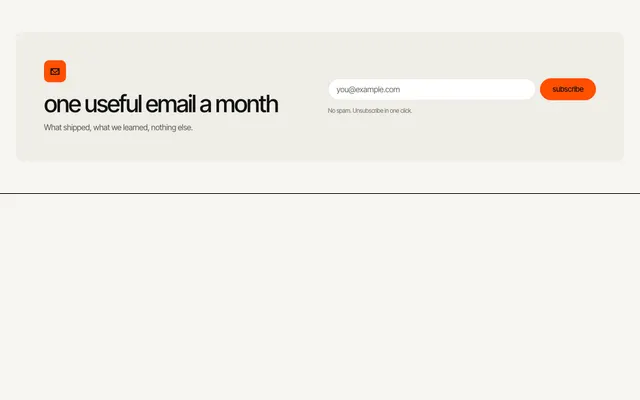 one useful email a month
What shipped, what we learned, nothing else.
you@example.com
subscribe
No spam. Unsubscribe in one click.